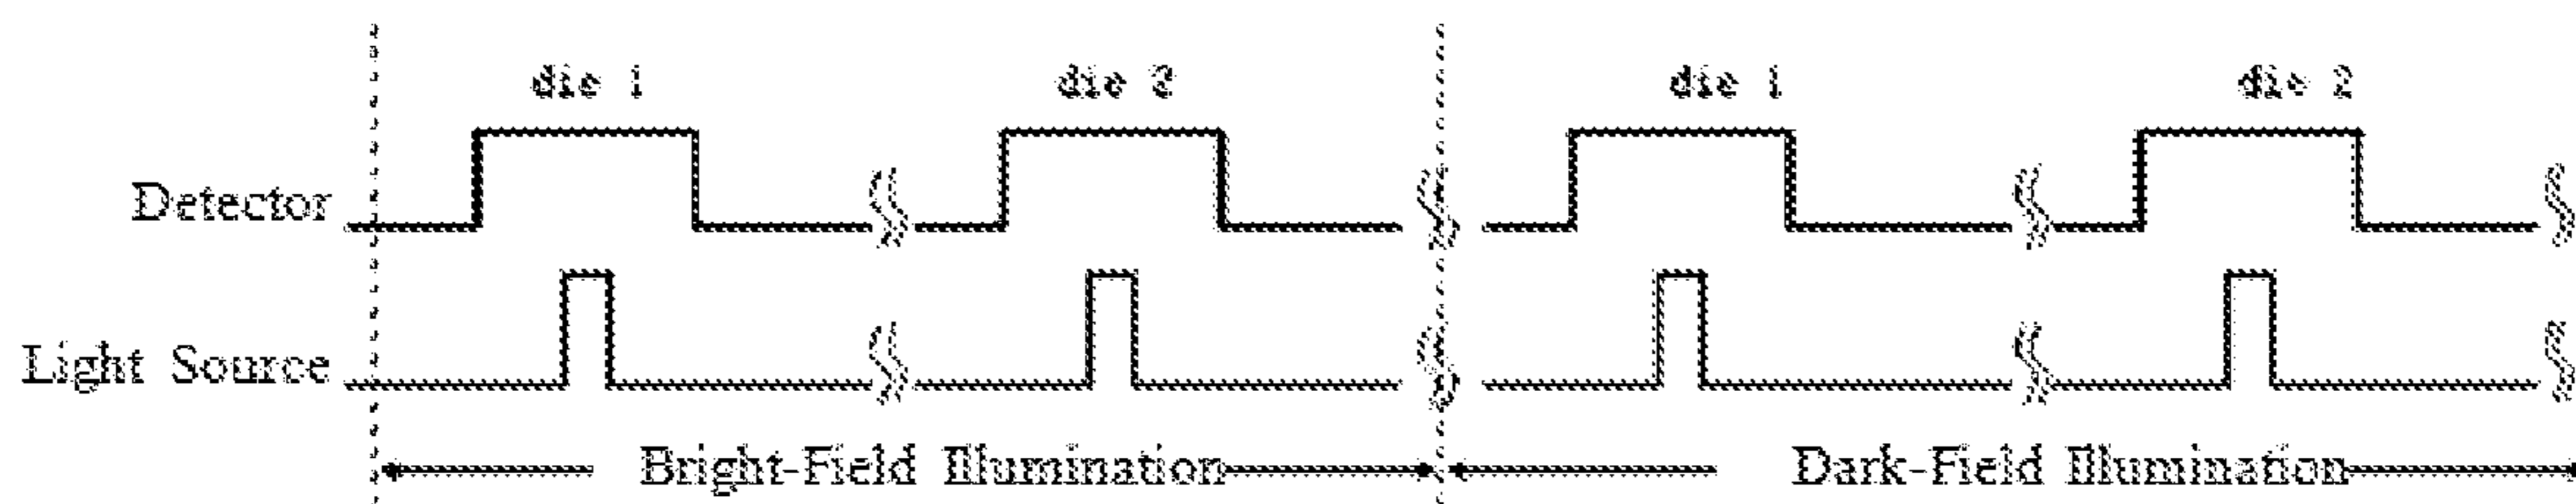 die 1 die 2 die 1 die 2
Detector
Light Source
Bright-Field Illumination Dark-Field Illumination